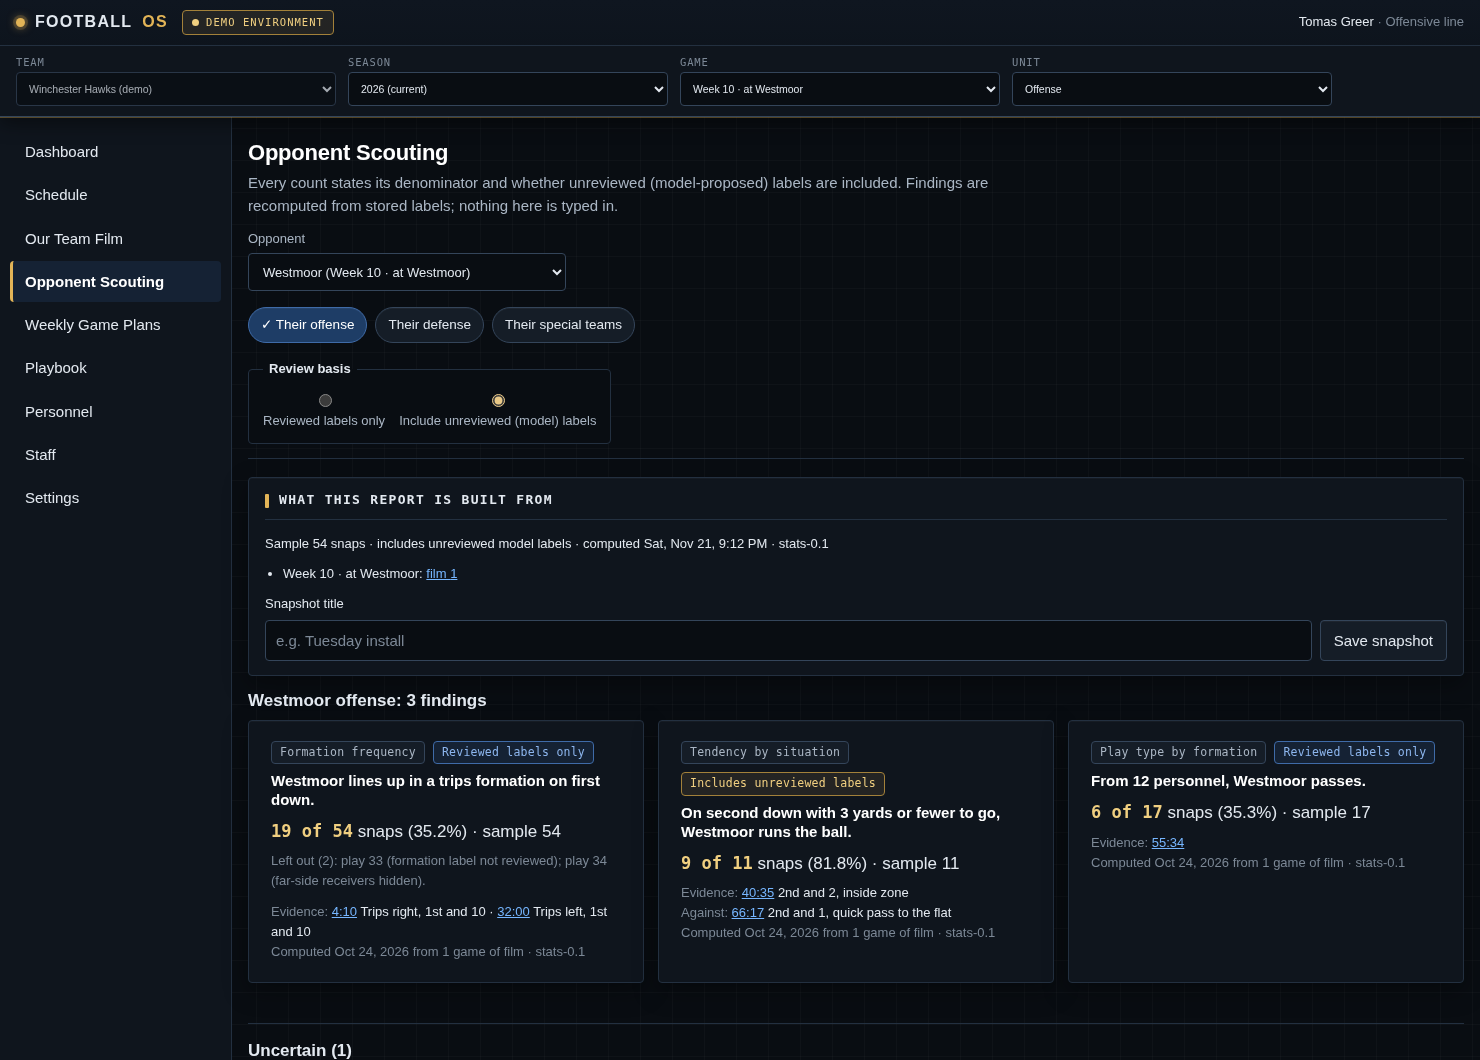 FOOTBALL OS
DEMO ENVIRONMENT
Tomas Greer · Offensive line
TEAM
Winchester Hawks (demo)
SEASON
2026 (current)
GAME
Week 10 · at Westmoor
UNIT
Offense
Dashboard
Schedule
Our Team Film
Opponent Scouting
Weekly Game Plans
Playbook
Personnel
Staff
Settings
Opponent Scouting
Every count states its denominator and whether unreviewed (model-proposed) labels are included. Findings are
recomputed from stored labels; nothing here is typed in.
Opponent
Westmoor (Week 10 · at Westmoor)
✓ Their offense
Their defense
Their special teams
Review basis
Reviewed labels only
Include unreviewed (model) labels
WHAT THIS REPORT IS BUILT FROM
Sample 54 snaps · includes unreviewed model labels · computed Sat, Nov 21, 9:12 PM · stats-0.1
• Week 10 · at Westmoor: film 1
Snapshot title
e.g. Tuesday install
Save snapshot
Westmoor offense: 3 findings
Formation frequency
Reviewed labels only
Westmoor lines up in a trips formation on first
down.
19 of 54 snaps (35.2%) · sample 54
Left out (2): play 33 (formation label not reviewed); play 34
(far-side receivers hidden).
Evidence: 4:10 Trips right, 1st and 10 · 32:00 Trips left, 1st
and 10
Computed Oct 24, 2026 from 1 game of film · stats-0.1
Tendency by situation
Includes unreviewed labels
On second down with 3 yards or fewer to go,
Westmoor runs the ball.
9 of 11 snaps (81.8%) · sample 11
Evidence: 40:35 2nd and 2, inside zone
Against: 66:17 2nd and 1, quick pass to the flat
Computed Oct 24, 2026 from 1 game of film · stats-0.1
Play type by formation
Reviewed labels only
From 12 personnel, Westmoor passes.
6 of 17 snaps (35.3%) · sample 17
Evidence: 55:34
Computed Oct 24, 2026 from 1 game of film · stats-0.1
Uncertain (1)